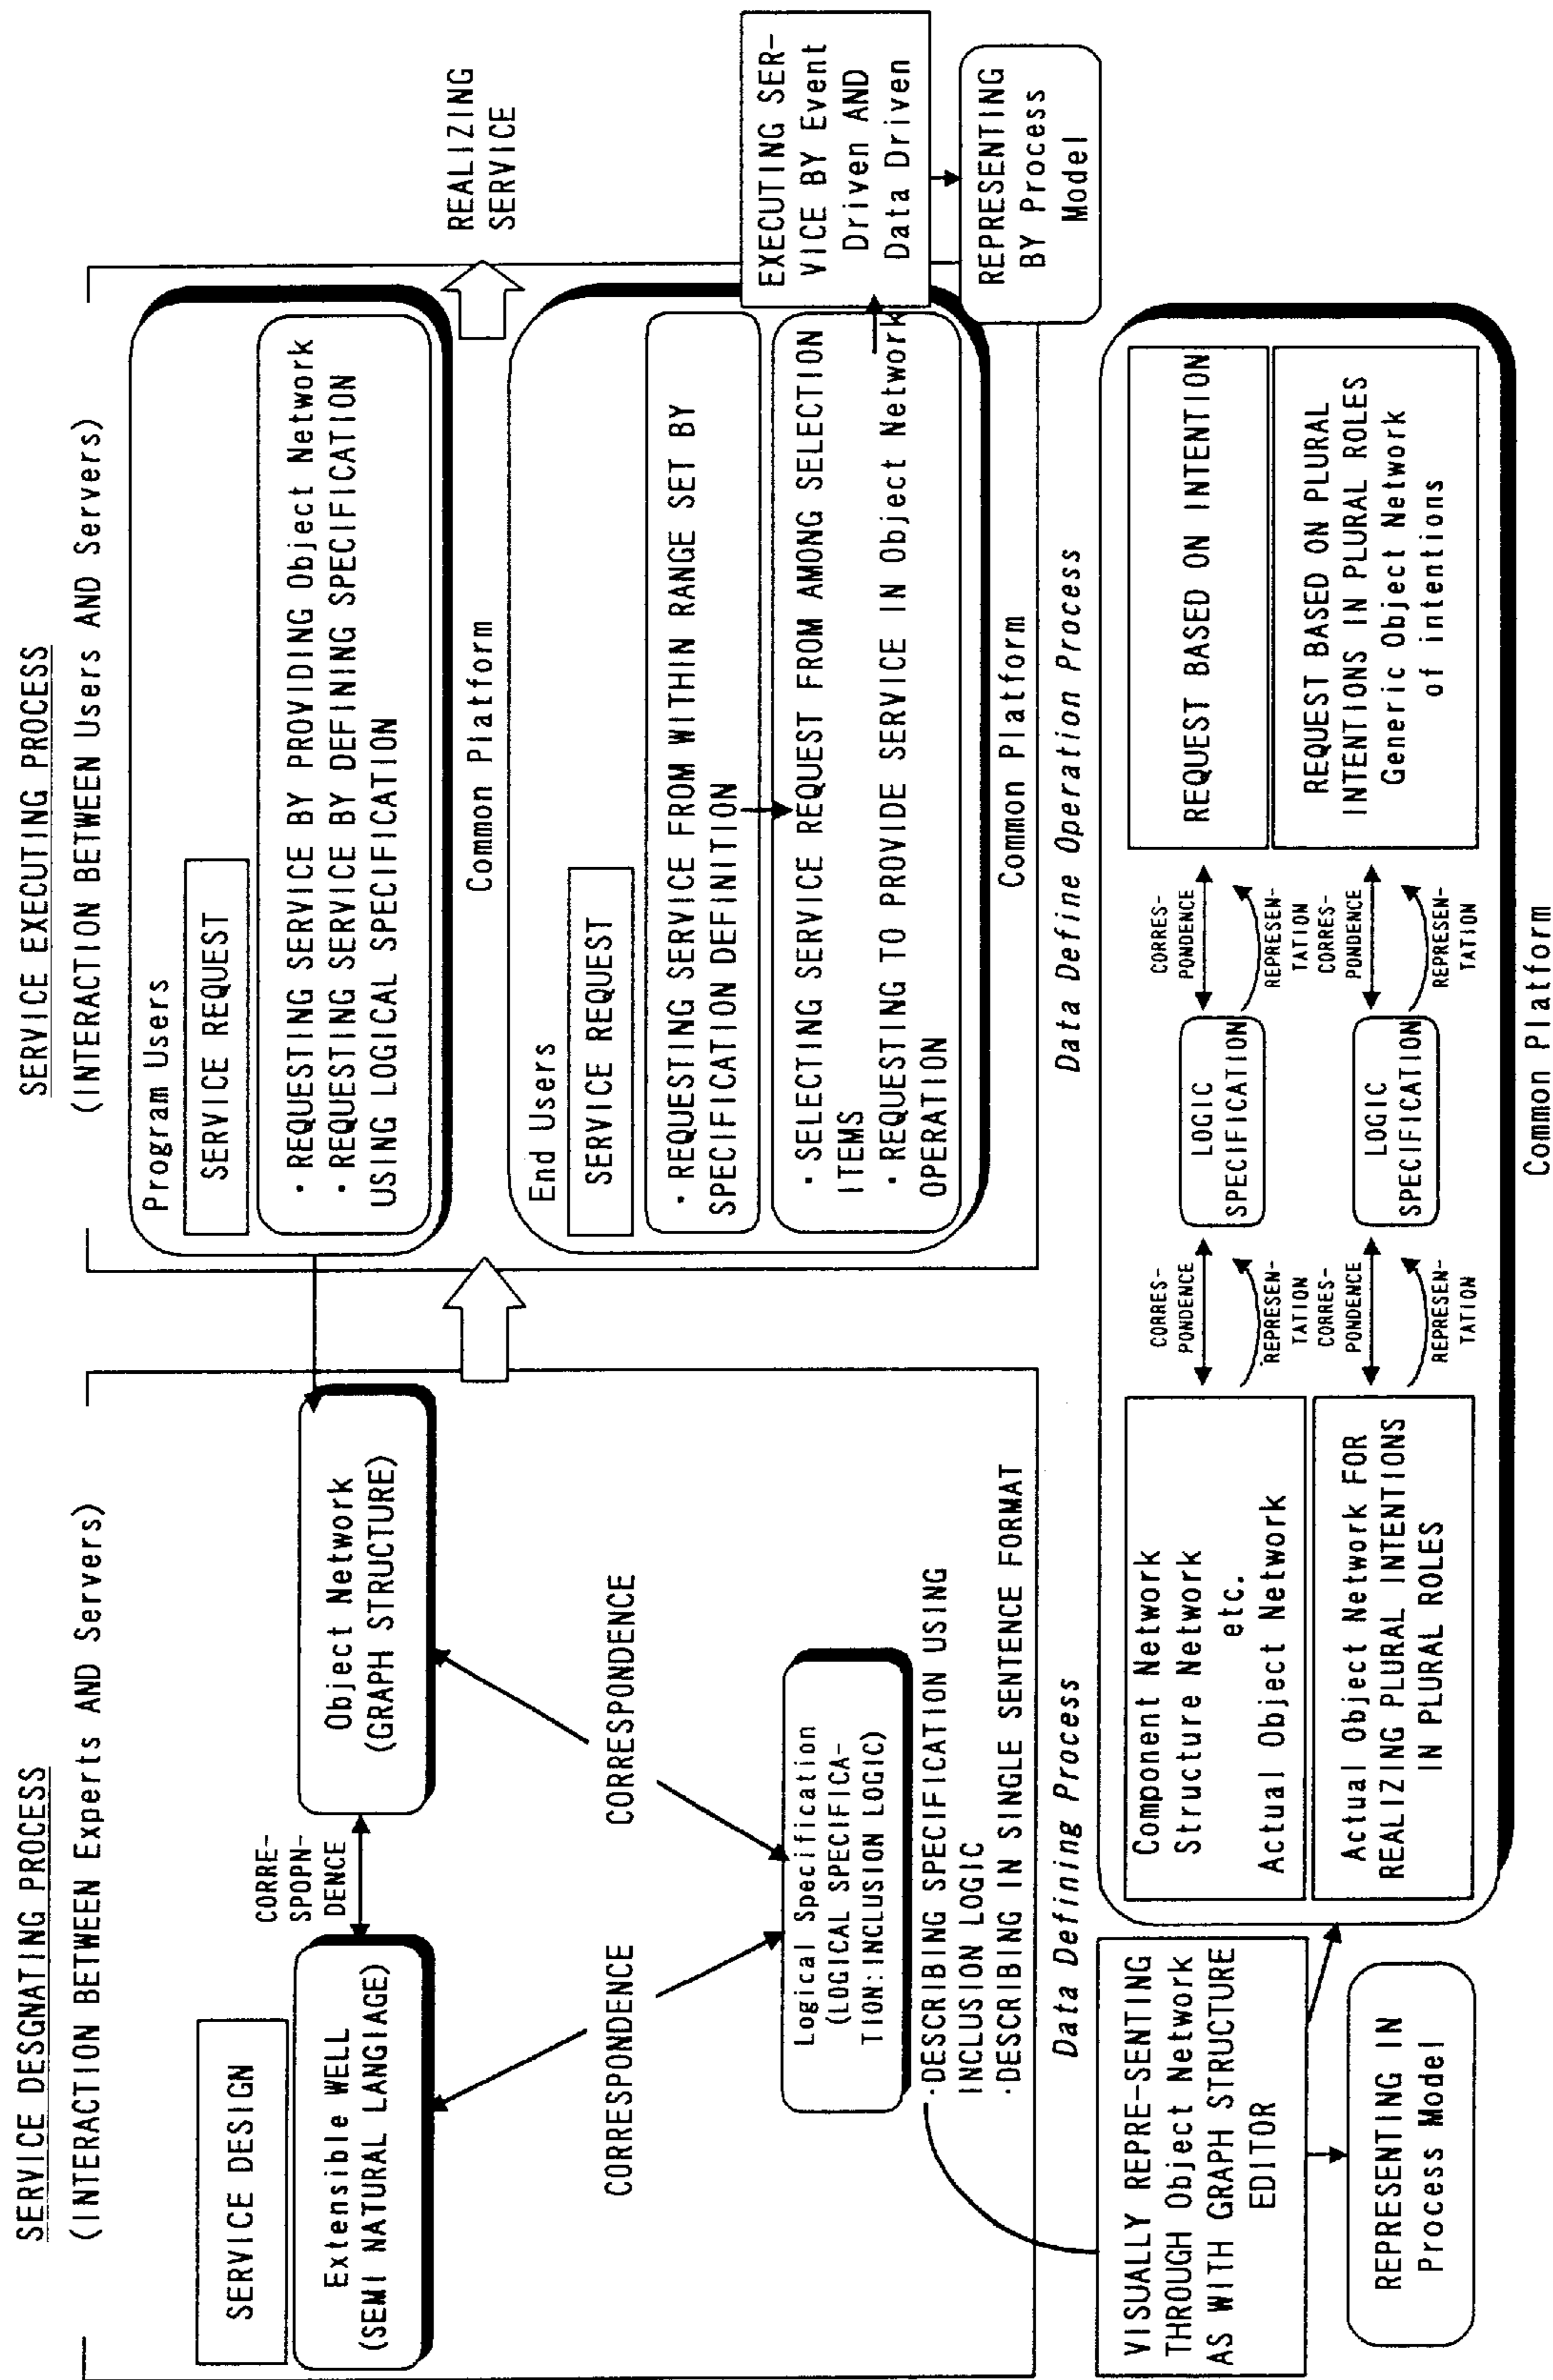 SERVICE DESGNATING PROCESS
(INTERACTION BETWEEN Experts AND Servers)
SERVICE DESIGN
Extensible WELL
(SEMI NATURAL LANGIAGE)
CORRE-
SPOPN-
DENCE
Object Network
(GRAPH STRUCTURE)
CORRESPONDENCE
CORRESPONDENCE
Logical Specification
(LOGICAL SPECIFICA-
TION:INCLUSION LOGIC)
·DESCRIBING SPECIFICATION USING
INCLUSION LOGIC
·DESCRIBING IN SINGLE SENTENCE FORMAT
Data Defining Process
SERVICE EXECUTING PROCESS
(INTERACTION BETWEEN Users AND Servers)
Program Users
SERVICE REQUEST
· REQUESTING SERVICE BY PROVIDING Object Network
· REQUESTING SERVICE BY DEFINING SPECIFICATION
USING LOGICAL SPECIFICATION
Common Platform
REALIZING
SERVICE
End Users
SERVICE REQUEST
· REQUESTING SERVICE FROM WITHIN RANGE SET BY
SPECIFICATION DEFINITION
· SELECTING SERVICE REQUEST FROM AMONG SELECTION
ITEMS
· REQUESTING TO PROVIDE SERVICE IN Object Network
OPERATION
Common Platform
EXECUTING SER-
VICE BY Event
Driven AND
Data Driven
REPRESENTING
BY Process
Model
Data Define Operation Process
VISUALLY REPRE-SENTING
THROUGH Object Network
AS WITH GRAPH STRUCTURE
EDITOR
REPRESENTING IN
Process Model
Component Network
Structure Network
etc.
Actual Object Network
Actual Object Network FOR
REALIZING PLURAL INTENTIONS
IN PLURAL ROLES
CORRES-
PONDENCE
REPRESEN-
TATION
CORRES-
PONDENCE
REPRESEN-
TATION
LOGIC
SPECIFICATION
LOGIC
SPECIFICATION
CORRES-
PONDENCE
REPRESEN-
TATION
CORRES-
PONDENCE
REPRESEN-
TATION
REQUEST BASED ON INTENTION
REQUEST BASED ON PLURAL
INTENTIONS IN PLURAL ROLES
Generic Object Network
of intentions
Common Platform